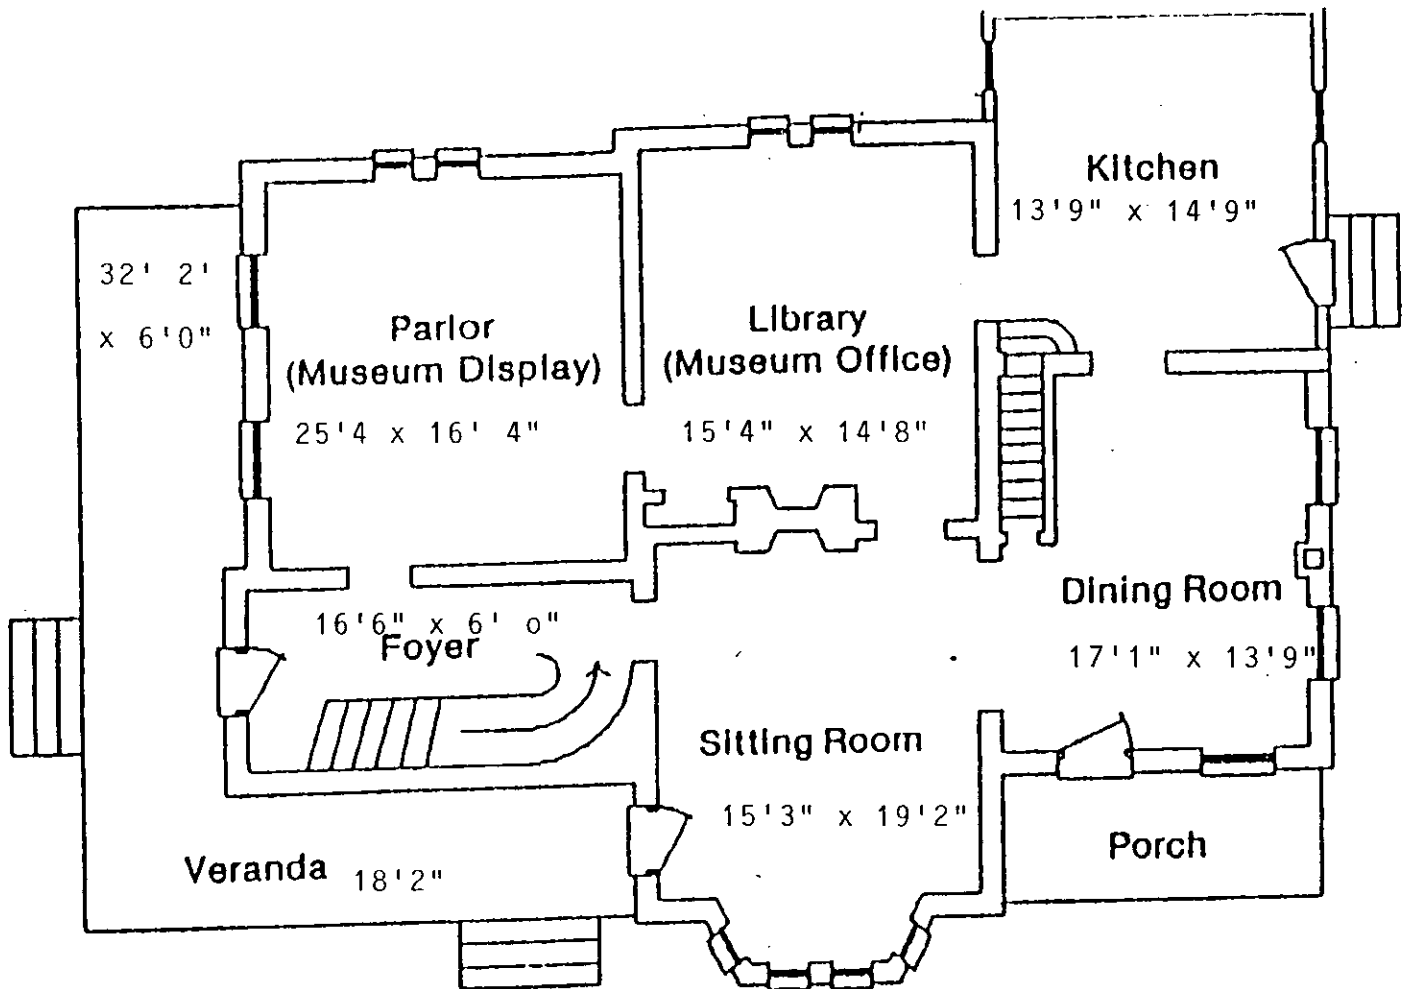 Kitchen
13'9" x 14'9"
32' 2'
x 6'0"
Parlor
(Museum Display)
25'4 x 16' 4"
Library
(Museum Office)
15'4" x 14'8"
16'6" x 6' o"
Foyer
Dining Room
17'1" x 13'9"
Sitting Room
15'3" x 19'2"
Porch
Veranda 18'2"